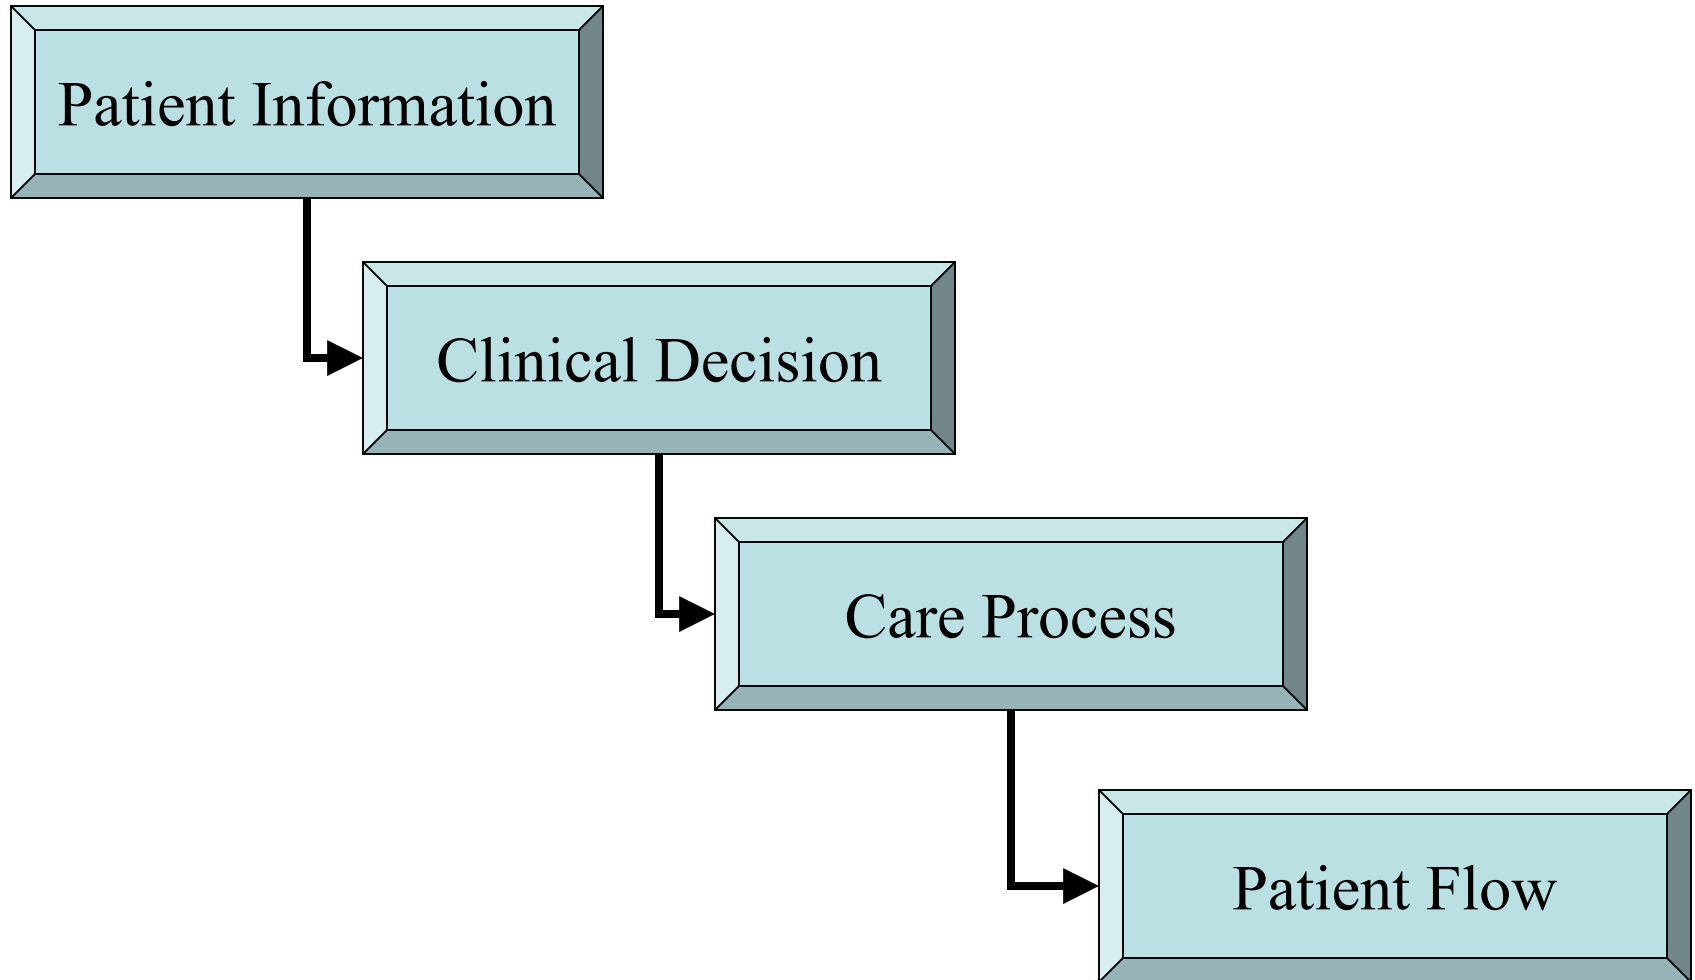 Patient Information
Clinical Decision
Care Process
Patient Flow